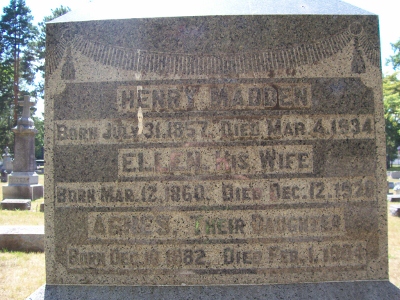 HENRY MADDEN
BORN JULY 31, 1857. DIED MAR. 4, 1934
ELLEN HIS WIFE
BORN MAR. 12, 1860. DIED DEC. 12,
AGNES. THEIR DAUGHTER
BORN DEC. 10, 1882. DIED FEB. 1,